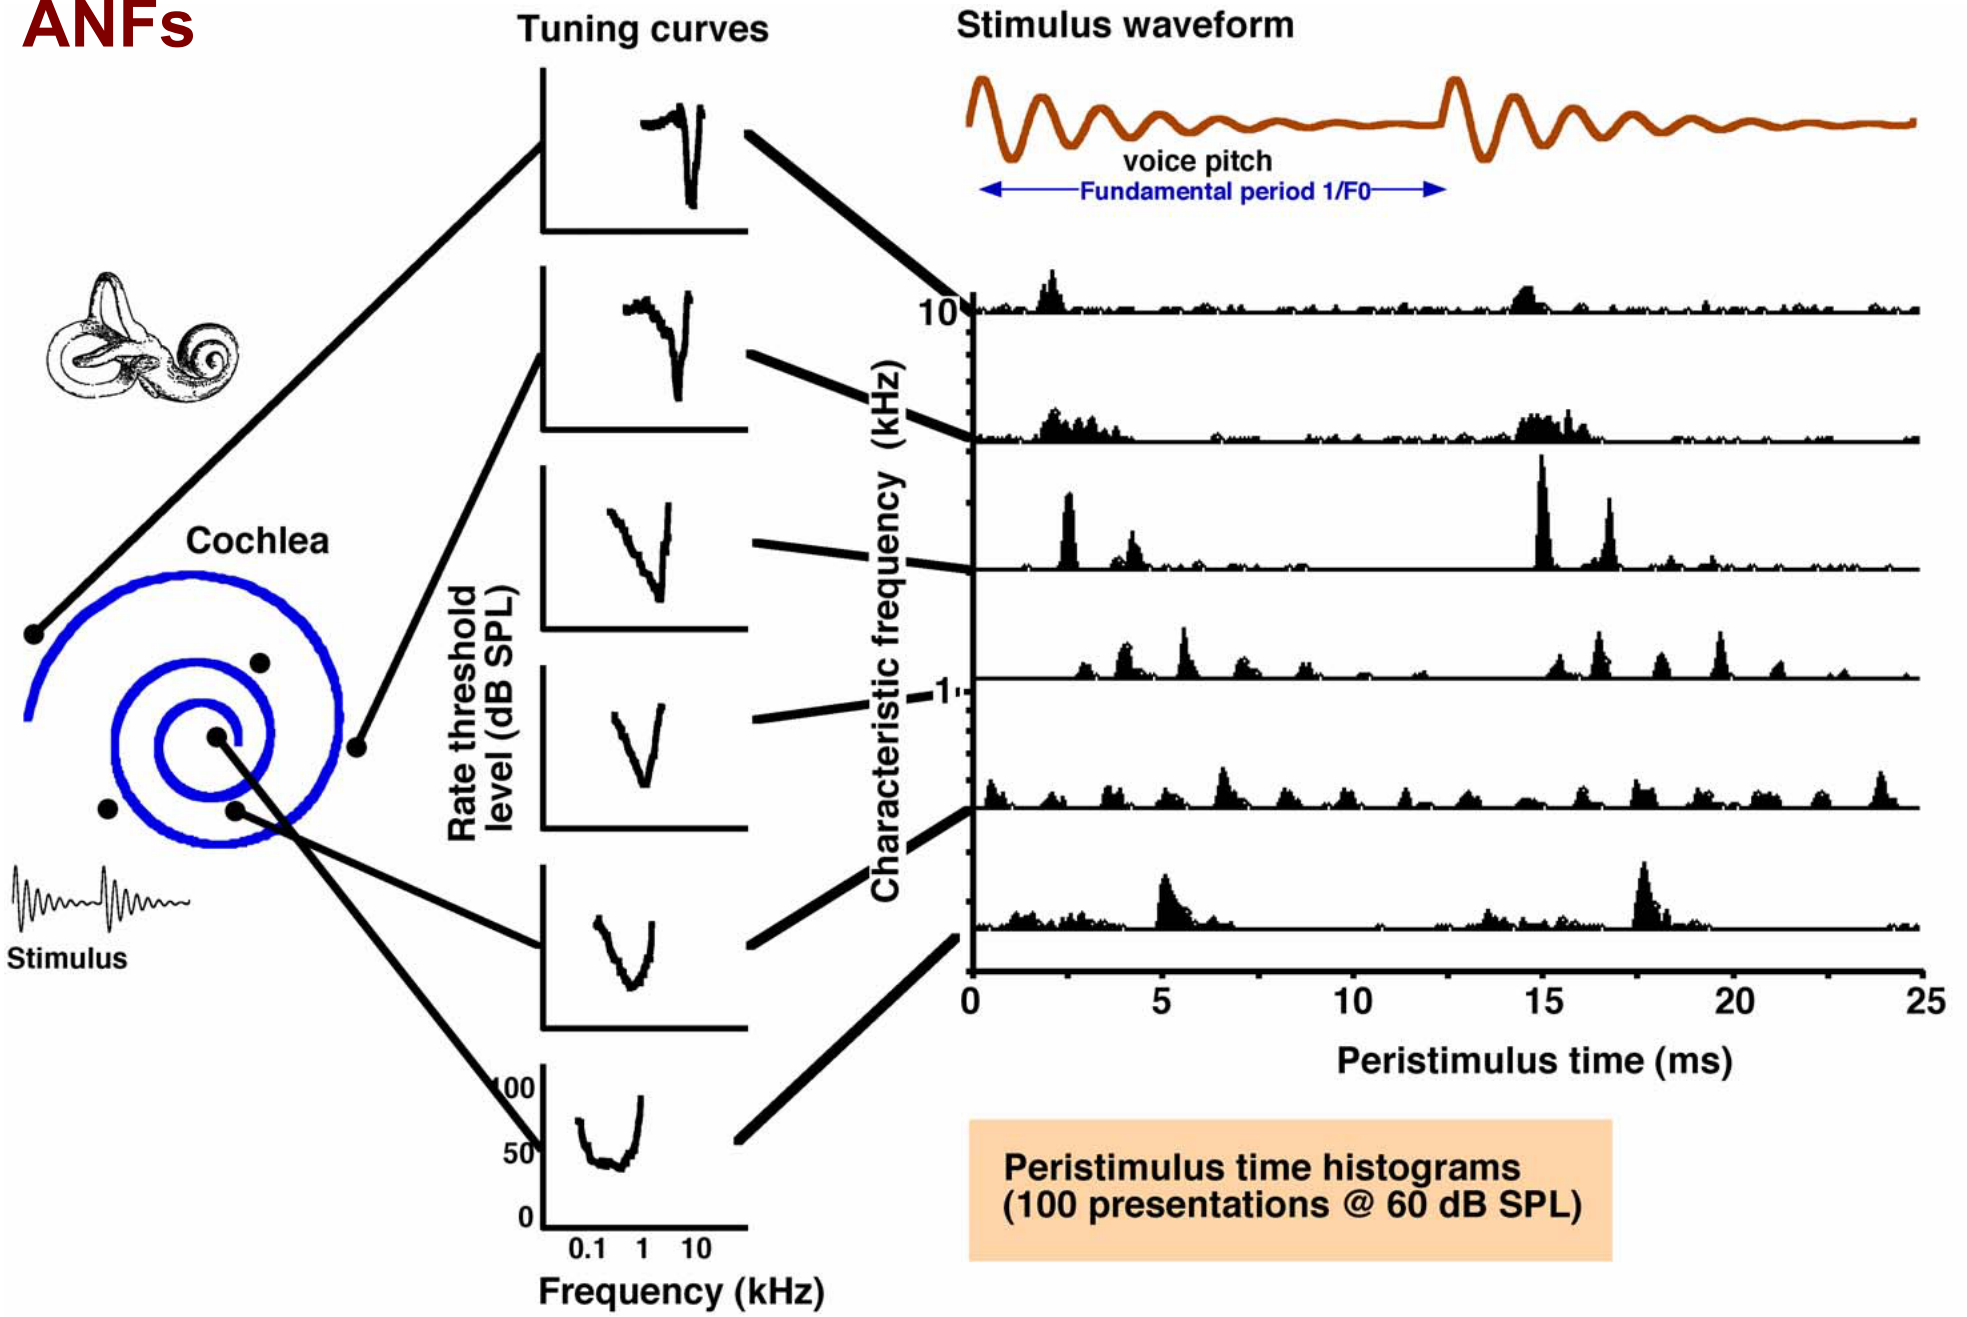 ANFs
Tuning curves
Stimulus waveform
voice pitch
Fundamental period 1/F0
Cochlea
Stimulus
Rate threshold
level (dB SPL)
100
50
0
0.1 1 10
Frequency (kHz)
Characteristic frequency (kHz)
10
1
0 5 10 15 20 25
Peristimulus time (ms)
Peristimulus time histograms
(100 presentations @ 60 dB SPL)